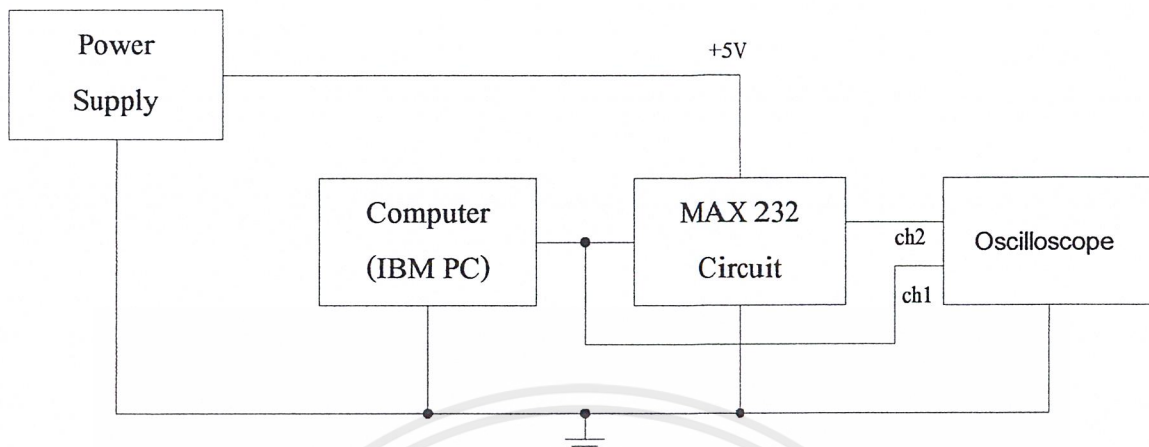 Power
Supply
+5V
Computer
(IBM PC)
MAX 232
Circuit
ch2
ch1
Oscilloscope